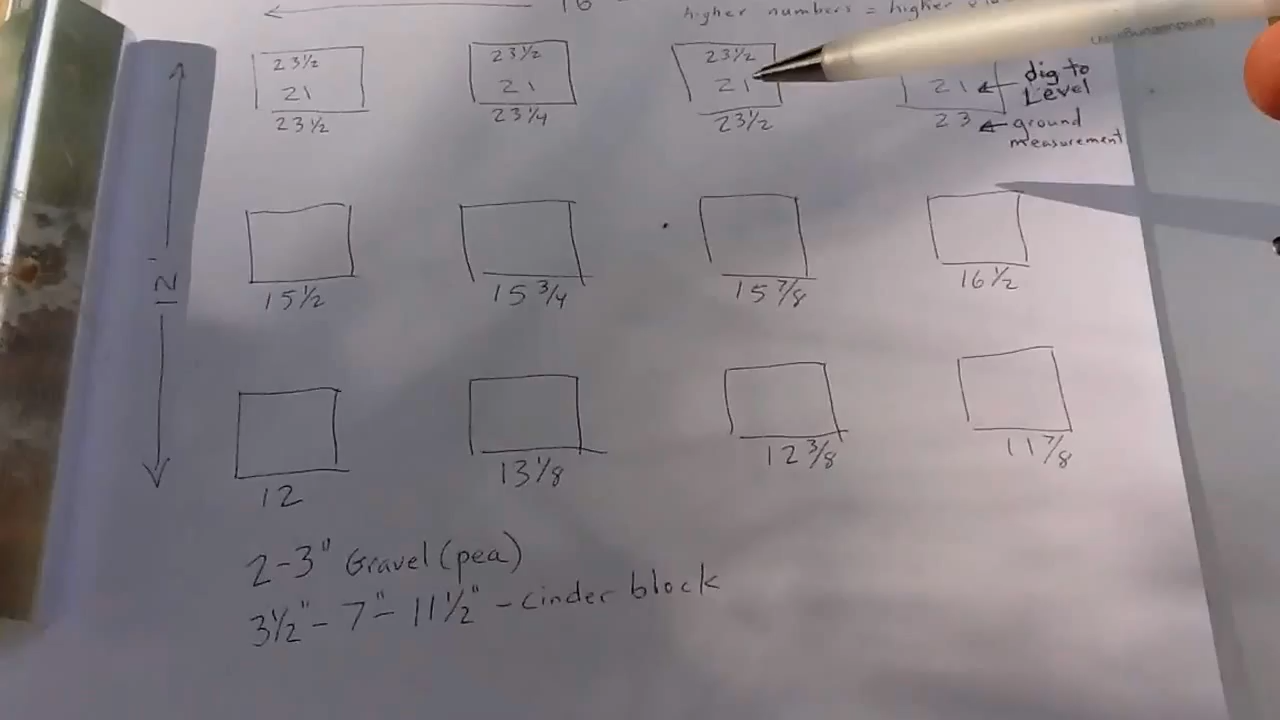 16
higher numbers = higher
23½ 23½ 23½
21 21 21 21 dig to Level
23½ 23¼ 23½ 23 ground measurement
12'
15½ 15¾ 15⅞ 16½
12 13⅛ 12⅜ 11⅞
2-3" Gravel (pea)
3½" - 7" - 11½" - cinder block